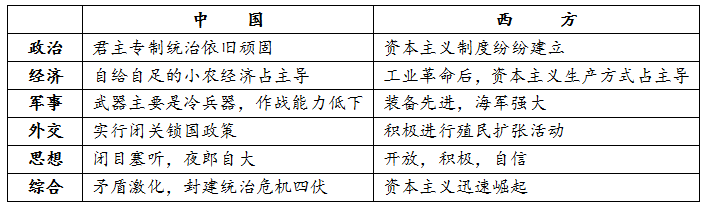 中 国 西 方
政治 君主专制统治依旧顽固 资本主义制度纷纷建立
经济 自给自足的小农经济占主导 工业革命后，资本主义生产方式占主导
军事 武器主要是冷兵器，作战能力低下 装备先进，海军强大
外交 实行闭关锁国政策 积极进行殖民扩张活动
思想 闭目塞听，夜郎自大 开放，积极，自信
综合 矛盾激化，封建统治危机四伏 资本主义迅速崛起